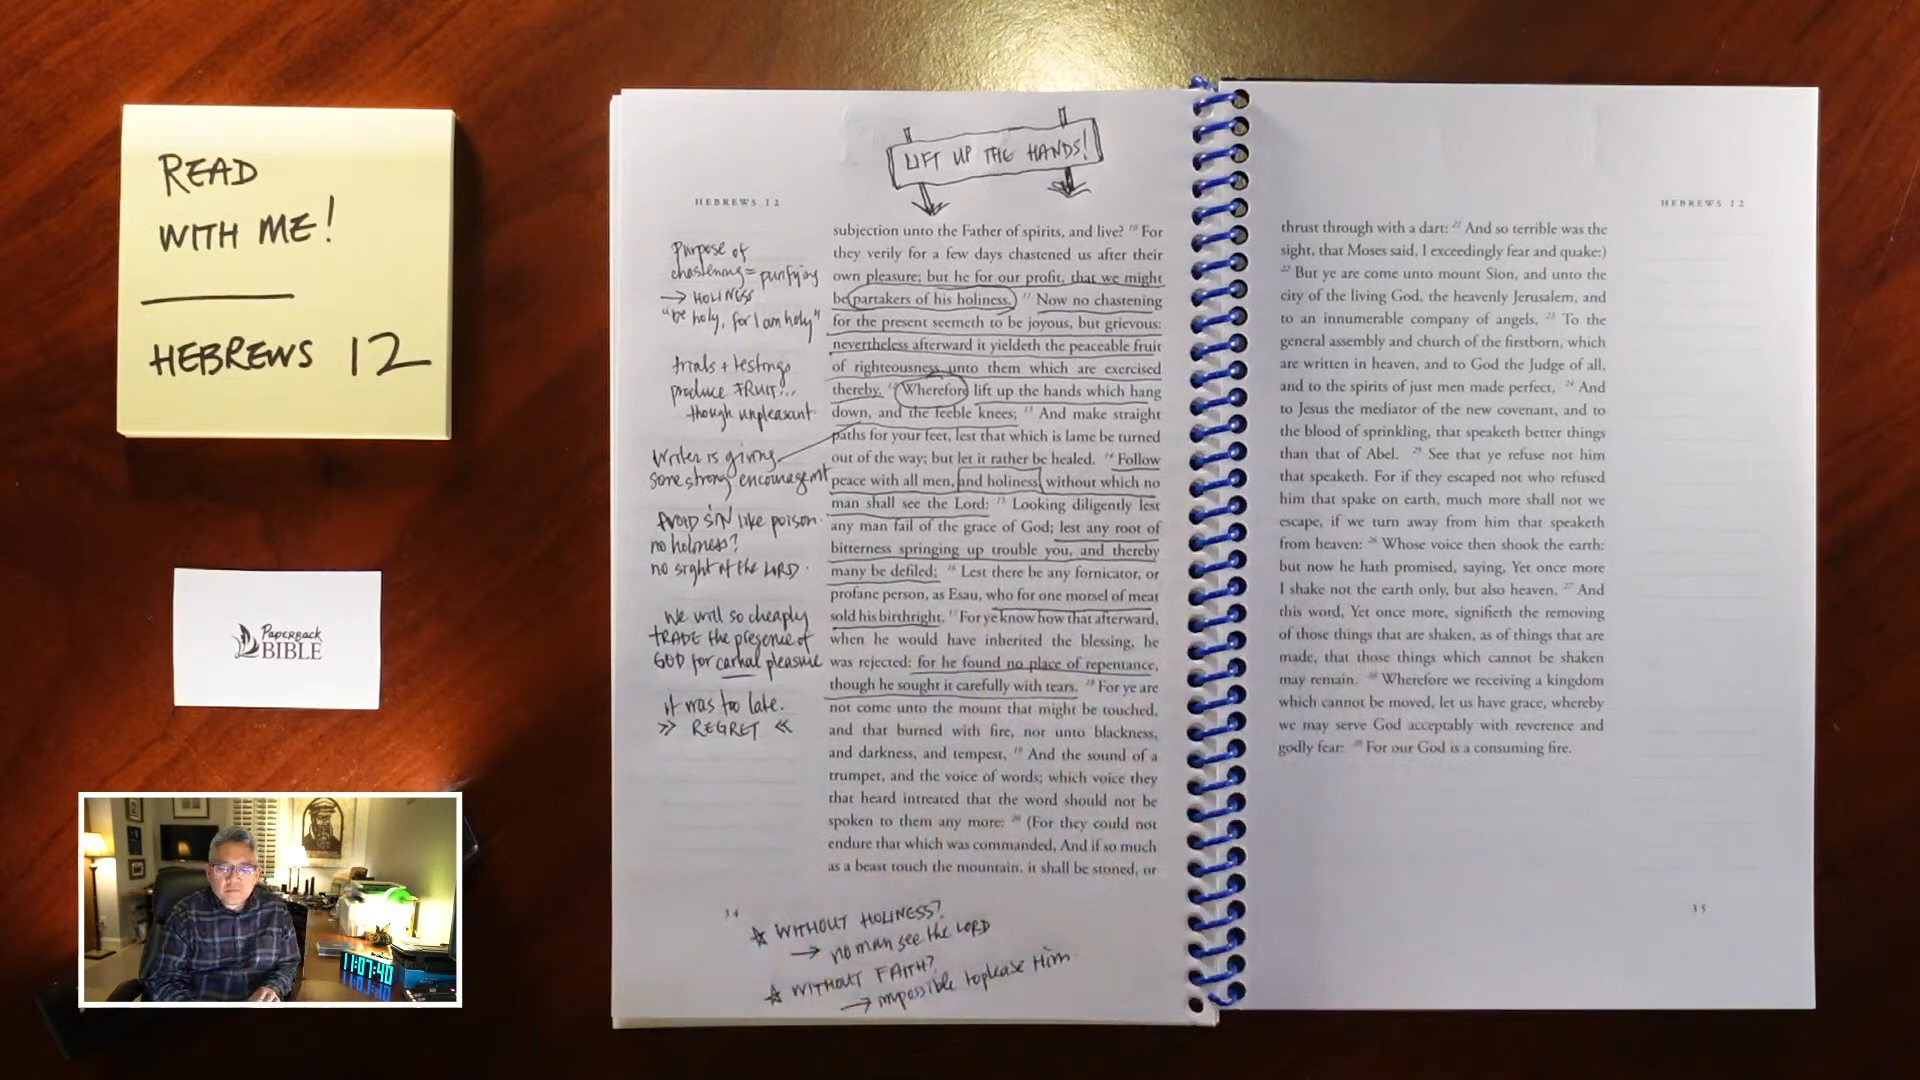 READ
WITH ME!
HEBREWS 12
Paperback
BIBLE
11:07:40
LIFT UP THE HANDS!
HEBREWS 12
Purpose of
chastening = purifying
→ HOLINESS
"be holy, for I am holy"
trials + testings
produce FRUIT...
though unpleasant.
Writer is giving
some strong encouragement
AVOID SIN like poison.
no holiness?
no sight of the LORD.
We will so cheaply
TRADE the presence of
GOD for carnal pleasure
it was too late.
>> REGRET <<
subjection unto the Father of spirits, and live? 10 For
they verily for a few days chastened us after their
own pleasure; but he for our profit, that we might
be partakers of his holiness. 11 Now no chastening
for the present seemeth to be joyous, but grievous:
nevertheless afterward it yieldeth the peaceable fruit
of righteousness unto them which are exercised
thereby. 12 Wherefore lift up the hands which hang
down, and the feeble knees; 13 And make straight
paths for your feet, lest that which is lame be turned
out of the way; but let it rather be healed. 14 Follow
peace with all men, and holiness, without which no
man shall see the Lord: 15 Looking diligently lest
any man fail of the grace of God; lest any root of
bitterness springing up trouble you, and thereby
many be defiled; 16 Lest there be any fornicator, or
profane person, as Esau, who for one morsel of meat
sold his birthright. 17 For ye know how that afterward,
when he would have inherited the blessing, he
was rejected: for he found no place of repentance,
though he sought it carefully with tears. 18 For ye are
not come unto the mount that might be touched,
and that burned with fire, nor unto blackness,
and darkness, and tempest, 19 And the sound of a
trumpet, and the voice of words; which voice they
that heard intreated that the word should not be
spoken to them any more: 20 (For they could not
endure that which was commanded, And if so much
as a beast touch the mountain, it shall be stoned, or
34
☆ WITHOUT HOLINESS?
→ no man see the LORD
☆ WITHOUT FAITH?
→ impossible to please Him.
HEBREWS 12
thrust through with a dart: 21 And so terrible was the
sight, that Moses said, I exceedingly fear and quake:)
22 But ye are come unto mount Sion, and unto the
city of the living God, the heavenly Jerusalem, and
to an innumerable company of angels, 23 To the
general assembly and church of the firstborn, which
are written in heaven, and to God the Judge of all,
and to the spirits of just men made perfect, 24 And
to Jesus the mediator of the new covenant, and to
the blood of sprinkling, that speaketh better things
than that of Abel. 25 See that ye refuse not him
that speaketh. For if they escaped not who refused
him that spake on earth, much more shall not we
escape, if we turn away from him that speaketh
from heaven: 26 Whose voice then shook the earth:
but now he hath promised, saying, Yet once more
I shake not the earth only, but also heaven. 27 And
this word, Yet once more, signifieth the removing
of those things that are shaken, as of things that are
made, that those things which cannot be shaken
may remain. 28 Wherefore we receiving a kingdom
which cannot be moved, let us have grace, whereby
we may serve God acceptably with reverence and
godly fear: 29 For our God is a consuming fire.
35